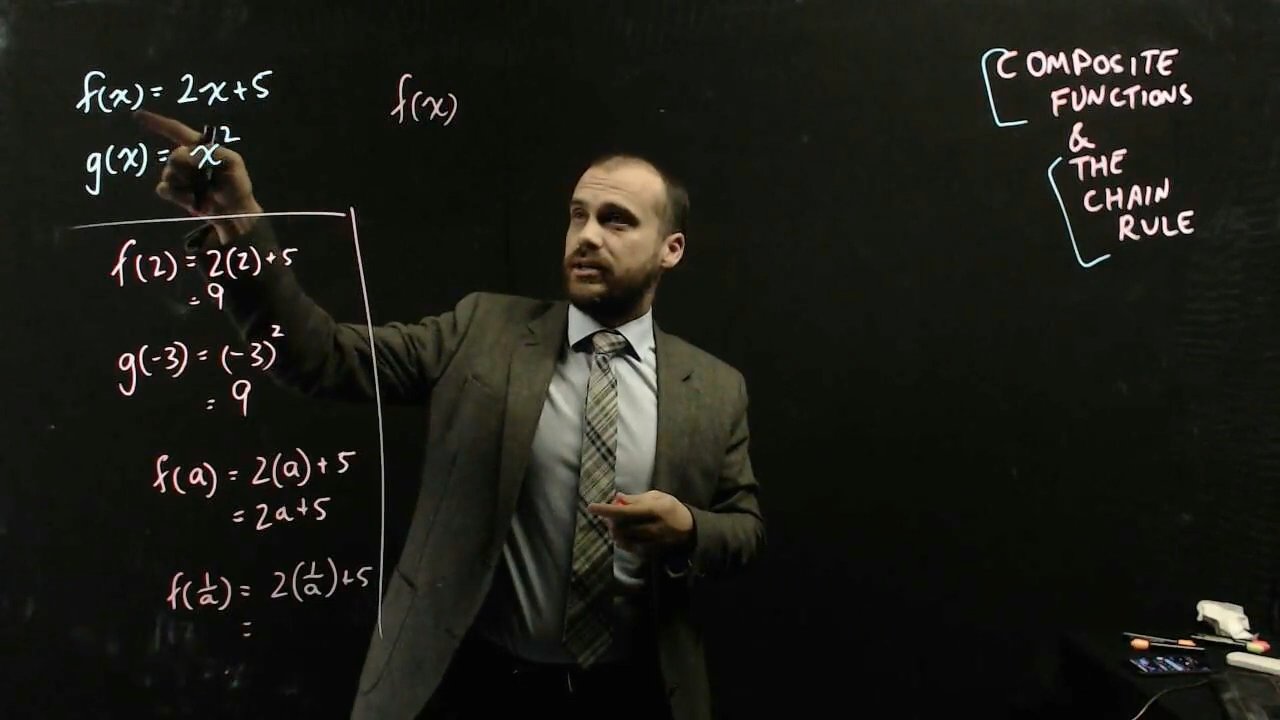 f(x) = 2x+5
g(x) = x²
f(2) = 2(2)+5
= 9
g(-3) = (-3)²
= 9
f(a) = 2(a)+5
= 2a+5
f(1/a) = 2(1/a)+5
=
f(x)
COMPOSITE
FUNCTIONS
&
THE
CHAIN
RULE